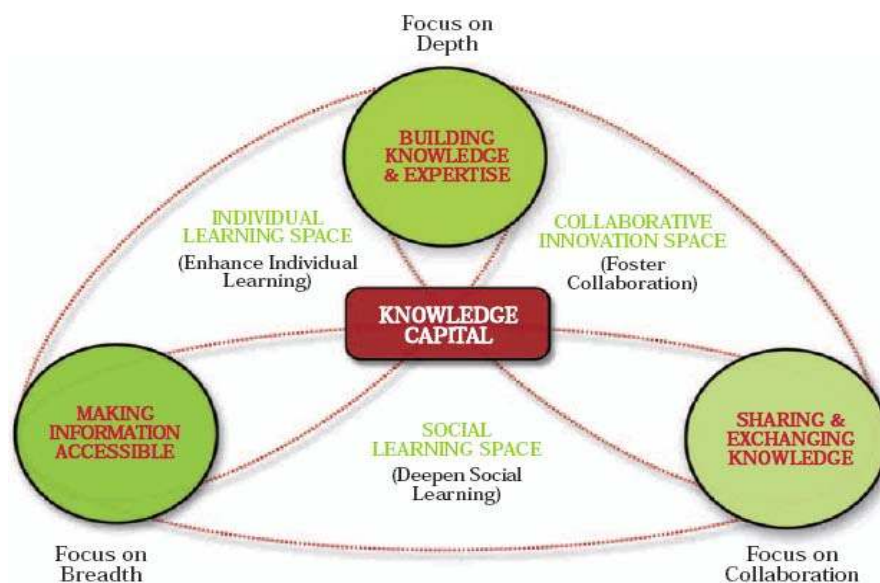 Focus on
Depth
BUILDING
KNOWLEDGE
& EXPERTISE
INDIVIDUAL
LEARNING SPACE
(Enhance Individual
Learning)
COLLABORATIVE
INNOVATION SPACE
(Foster
Collaboration)
KNOWLEDGE
CAPITAL
MAKING
INFORMATION
ACCESSIBLE
SOCIAL
LEARNING SPACE
(Deepen Social
Learning)
SHARING &
EXCHANGING
KNOWLEDGE
Focus on
Breadth
Focus on
Collaboration